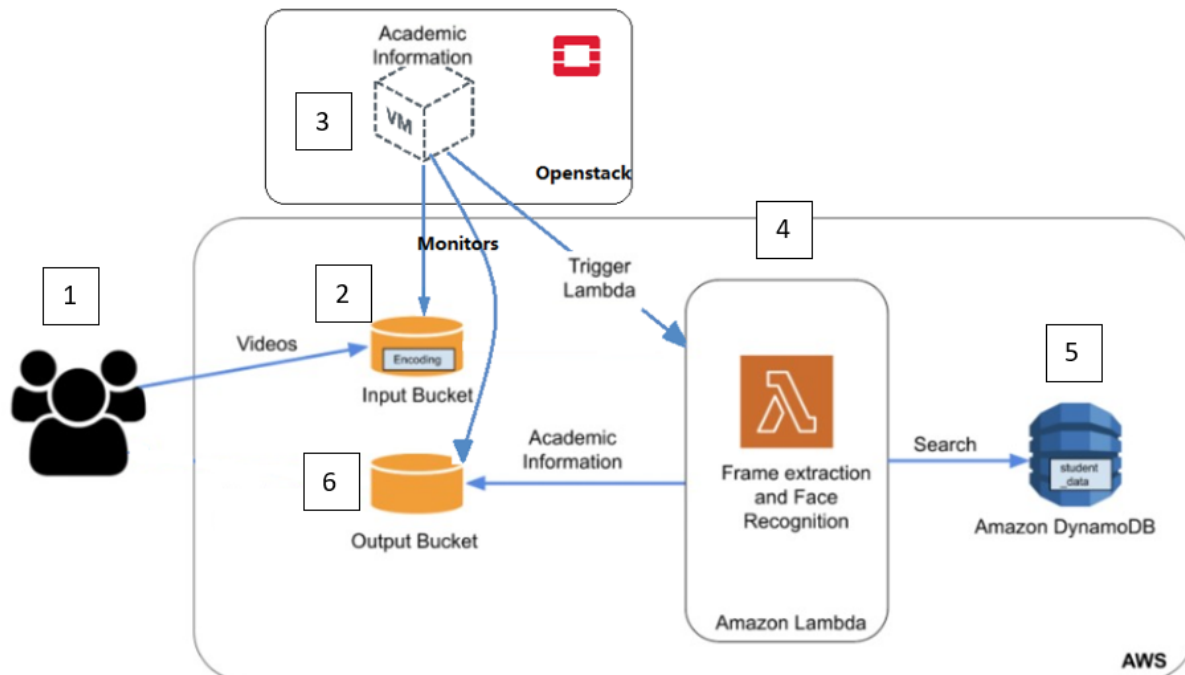 Academic
Information
3
VM
Openstack
4
Monitors
1
2
Trigger
Lambda
Videos
Encoding
Input Bucket
5
Academic
Information
Search
6
Frame extraction
and Face
Recognition
student
_data
Output Bucket
Amazon DynamoDB
Amazon Lambda
AWS